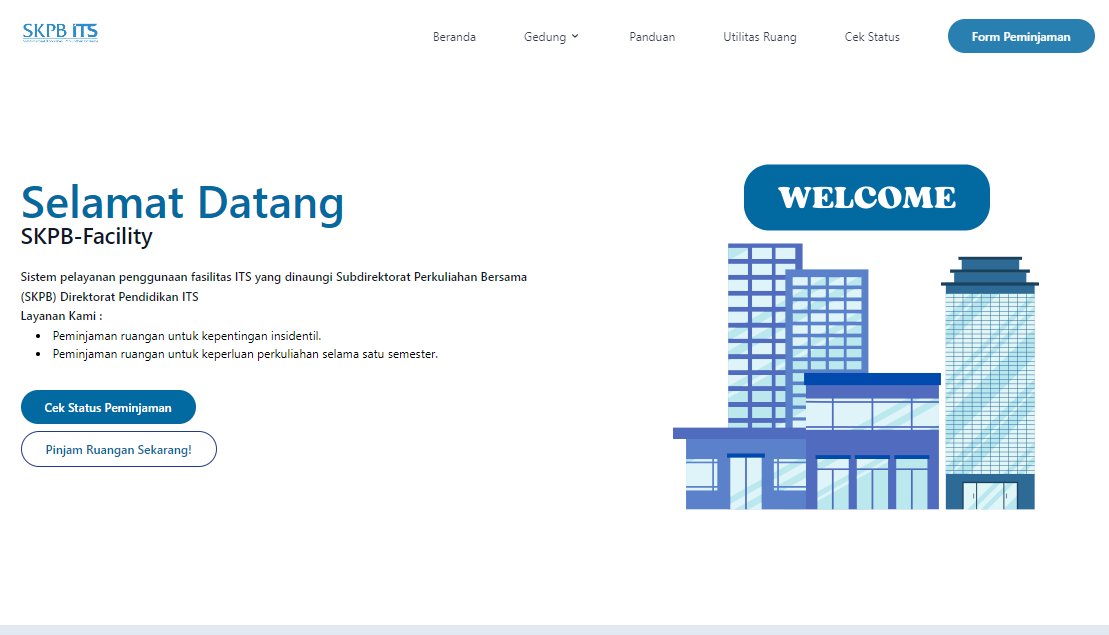 SKPB ITS
Beranda
Gedung
Panduan
Utilitas Ruang
Cek Status
Form Peminjaman
Selamat Datang
SKPB-Facility
Sistem pelayanan penggunaan fasilitas ITS yang dinaungi Subdirektorat Perkuliahan Bersama
(SKPB) Direktorat Pendidikan ITS
Layanan Kami :
Peminjaman ruangan untuk kepentingan insidentil.
Peminjaman ruangan untuk keperluan perkuliahan selama satu semester.
Cek Status Peminjaman
Pinjam Ruangan Sekarang!
WELCOME